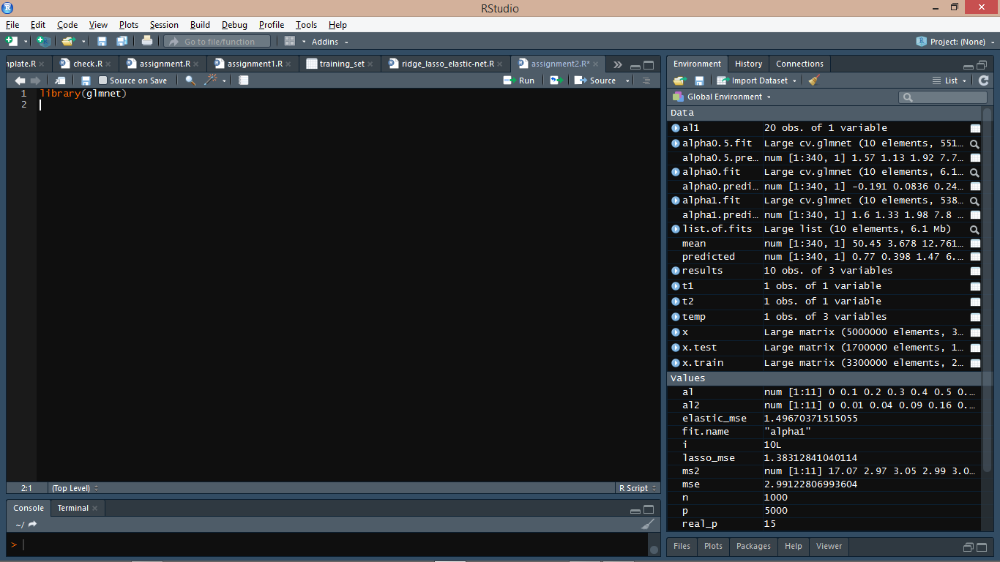 RStudio
File Edit Code View Plots Session Build Debug Profile Tools Help
Go to file/function Addins Project: (None)
nplate.R check.R assignment.R assignment1.R training_set ridge_lasso_elastic-net.R assignment2.R*
Source on Save Run Source
1 library(glmnet)
2
2:1 (Top Level) R Script
Console Terminal
~/
>
Environment History Connections
Import Dataset List
Global Environment
Data
al1 20 obs. of 1 variable
alpha0.5.fit Large cv.glmnet (10 elements, 551…
alpha0.5.pre… num [1:340, 1] 1.57 1.13 1.92 7.7…
alpha0.fit Large cv.glmnet (10 elements, 6.1…
alpha0.predi… num [1:340, 1] -0.191 0.0836 0.24…
alpha1.fit Large cv.glmnet (10 elements, 538…
alpha1.predi… num [1:340, 1] 1.6 1.33 1.98 7.8 …
list.of.fits Large list (10 elements, 6.1 Mb)
mean num [1:340, 1] 50.45 3.678 12.761…
predicted num [1:340, 1] 0.77 0.398 1.47 6.…
results 10 obs. of 3 variables
t1 1 obs. of 1 variable
t2 1 obs. of 1 variable
temp 1 obs. of 3 variables
x Large matrix (5000000 elements, 3…
x.test Large matrix (1700000 elements, 1…
x.train Large matrix (3300000 elements, 2…
Values
al num [1:11] 0 0.1 0.2 0.3 0.4 0.5 0.…
al2 num [1:11] 0 0.01 0.04 0.09 0.16 0.…
elastic_mse 1.49670371515055
fit.name "alpha1"
i 10L
lasso_mse 1.38312841040114
ms2 num [1:11] 17.07 2.97 3.05 2.99 3.0…
mse 2.99122806993604
n 1000
p 5000
real_p 15
Files Plots Packages Help Viewer